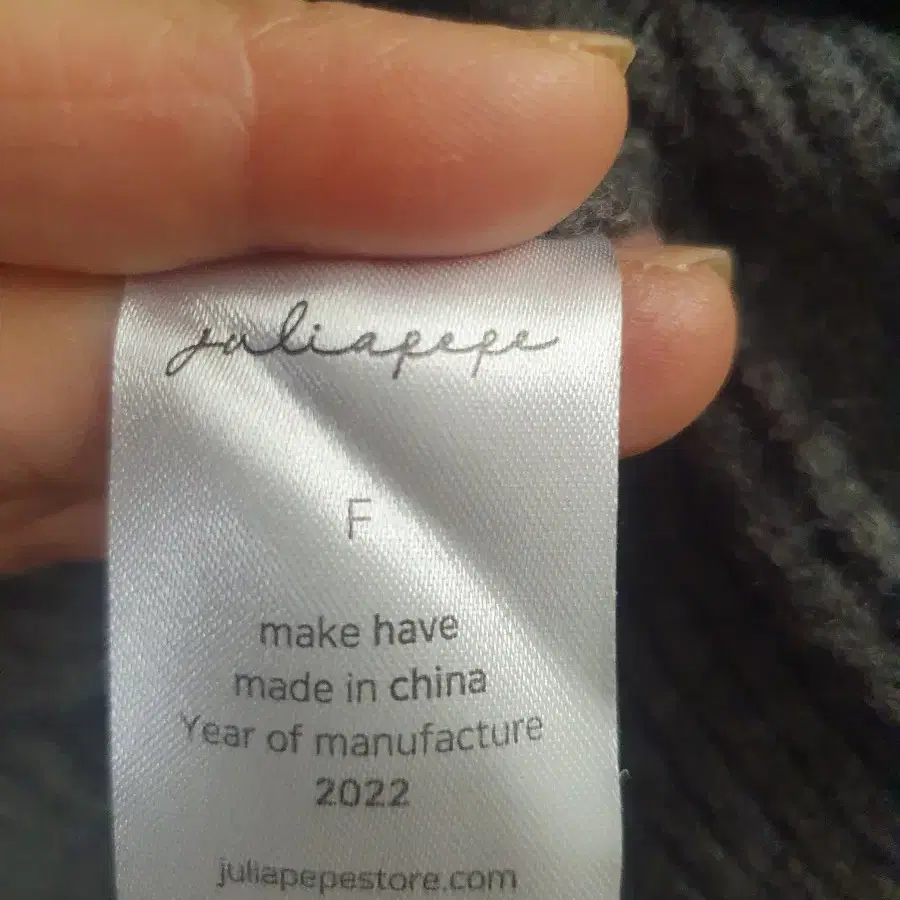 juliapepe
F
make have
made in china
Year of manufacture
2022
juliapepestore.com